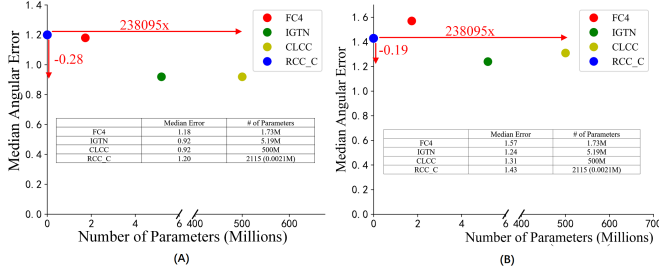 1.4
1.2
1.0
0.8
0.6
0.4
0.2
0.0
Median Angular Error
238095x
-0.28
FC4
IGTN
CLCC
RCC_C
Median Error # of Parameters
FC4 1.18 1.73M
IGTN 0.92 5.19M
CLCC 0.92 500M
RCC_C 1.20 2115 (0.0021M)
0 2 4 6 400 500 600
Number of Parameters (Millions)
(A)
1.6
1.4
1.2
1.0
0.8
0.6
0.4
0.2
0.0
Median Angular Error
238095x
-0.19
FC4
IGTN
CLCC
RCC_C
Median Error # of Parameters
FC4 1.57 1.73M
IGTN 1.24 5.19M
CLCC 1.31 500M
RCC_C 1.43 2115 (0.0021M)
0 2 4 6 400 500 600 700
Number of Parameters (Millions)
(B)